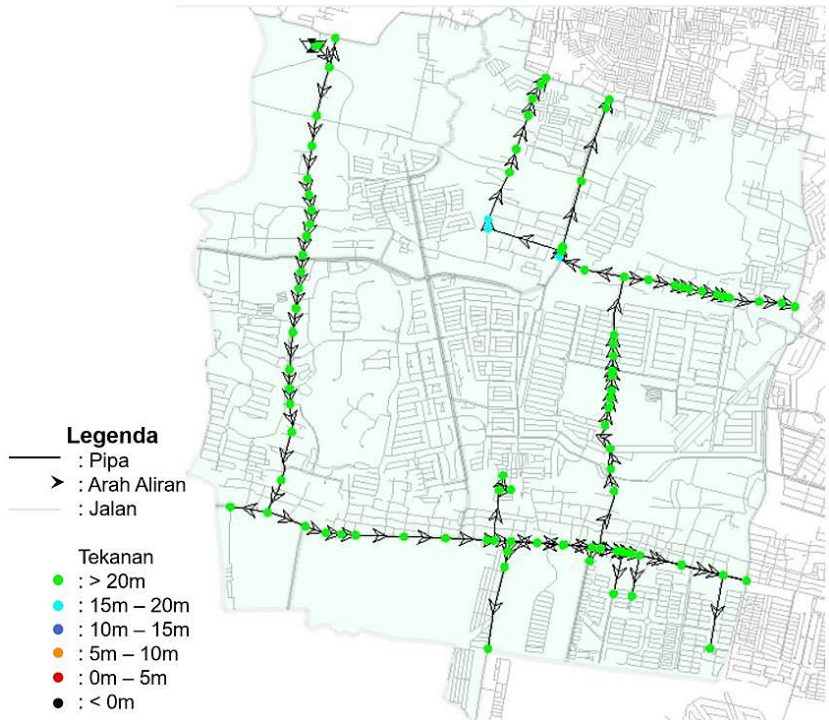 Legenda
: Pipa
: Arah Aliran
: Jalan
Tekanan
: > 20m
: 15m – 20m
: 10m – 15m
: 5m – 10m
: 0m – 5m
: < 0m